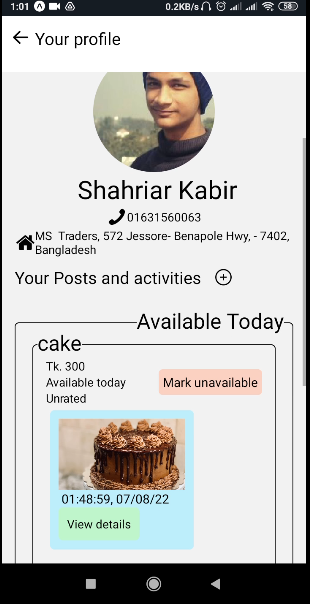 1:01 0.2KB/s 58
Your profile
Shahriar Kabir
01631560063
MS Traders, 572 Jessore- Benapole Hwy, - 7402,
Bangladesh
Your Posts and activities
Available Today
cake
Tk. 300
Available today
Mark unavailable
Unrated
01:48:59, 07/08/22
View details